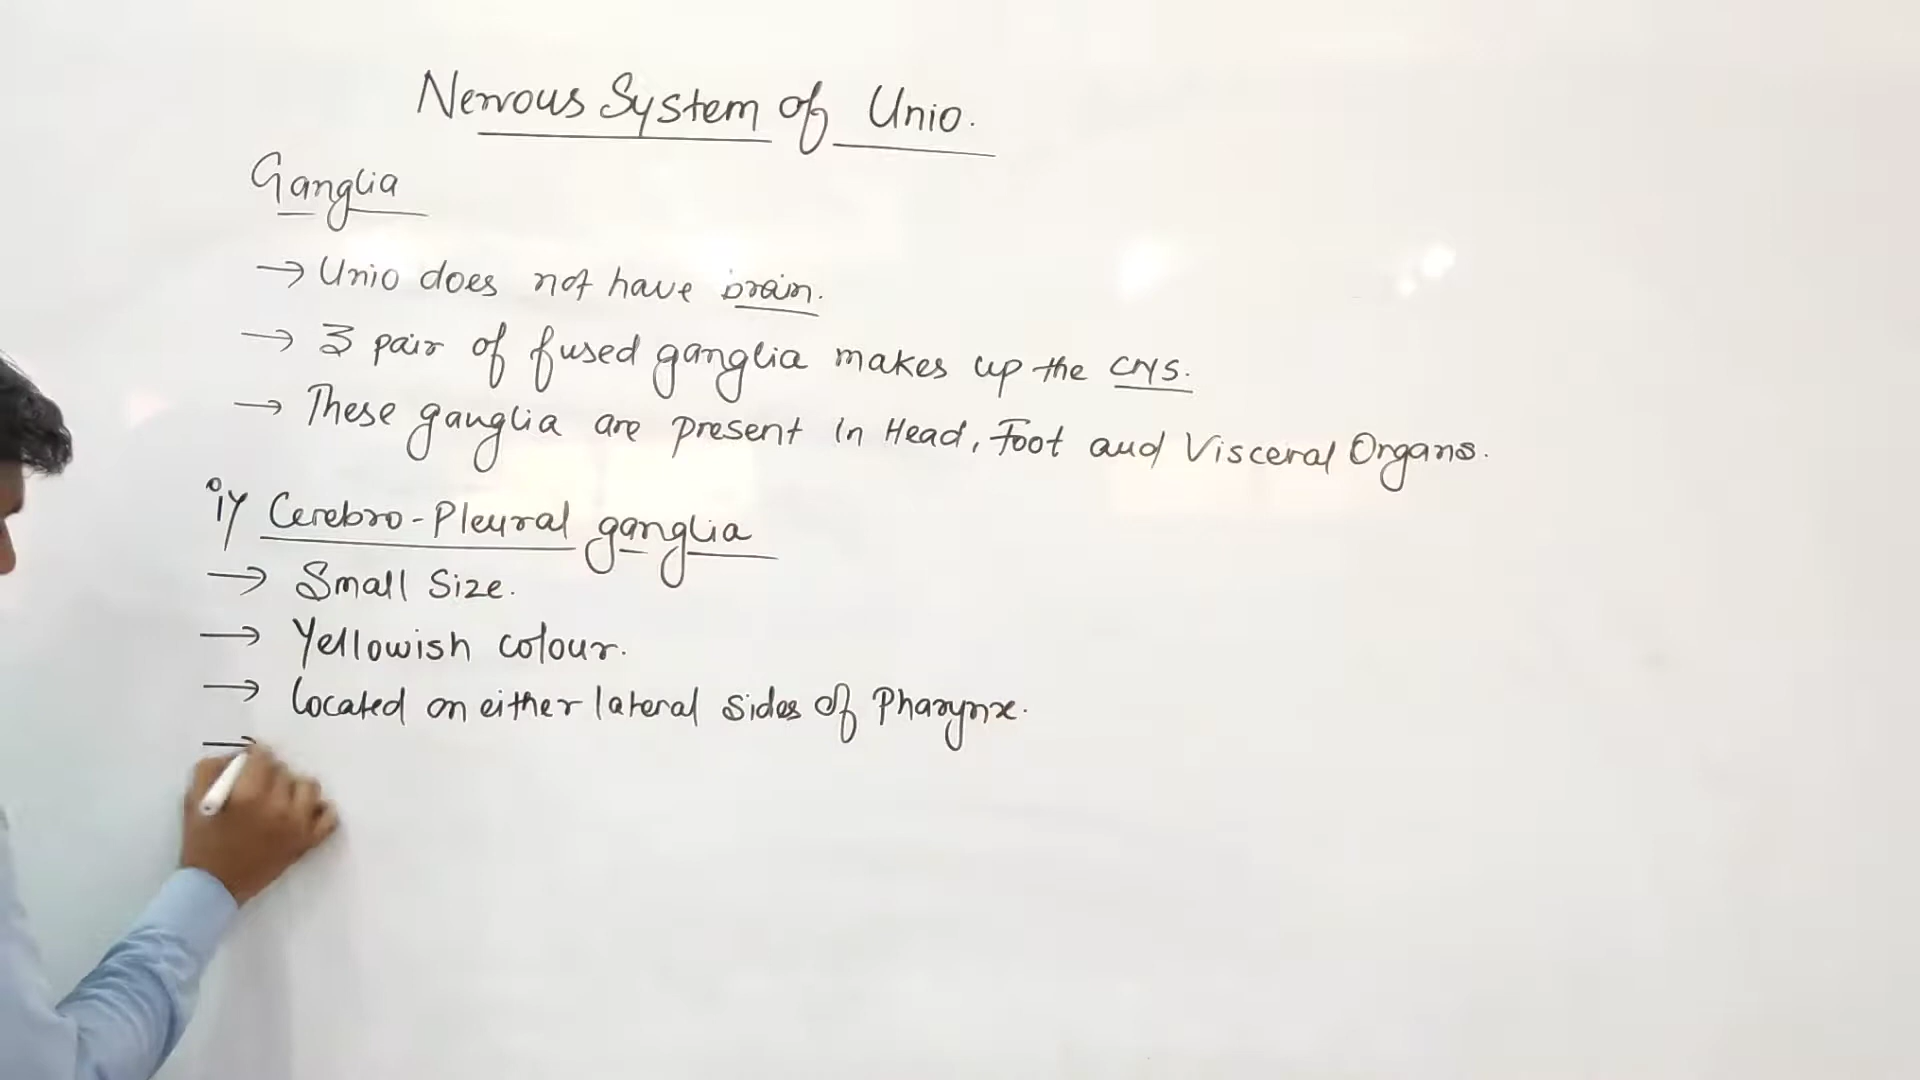 Nervous System of Unio.
Ganglia
→ Unio does not have brain.
→ 3 pair of fused ganglia makes up the CNS.
→ These ganglia are present in Head, Foot and Visceral Organs.
i) Cerebro-Pleural ganglia
→ Small Size.
→ Yellowish colour.
→ Located on either lateral sides of Pharynx.
→